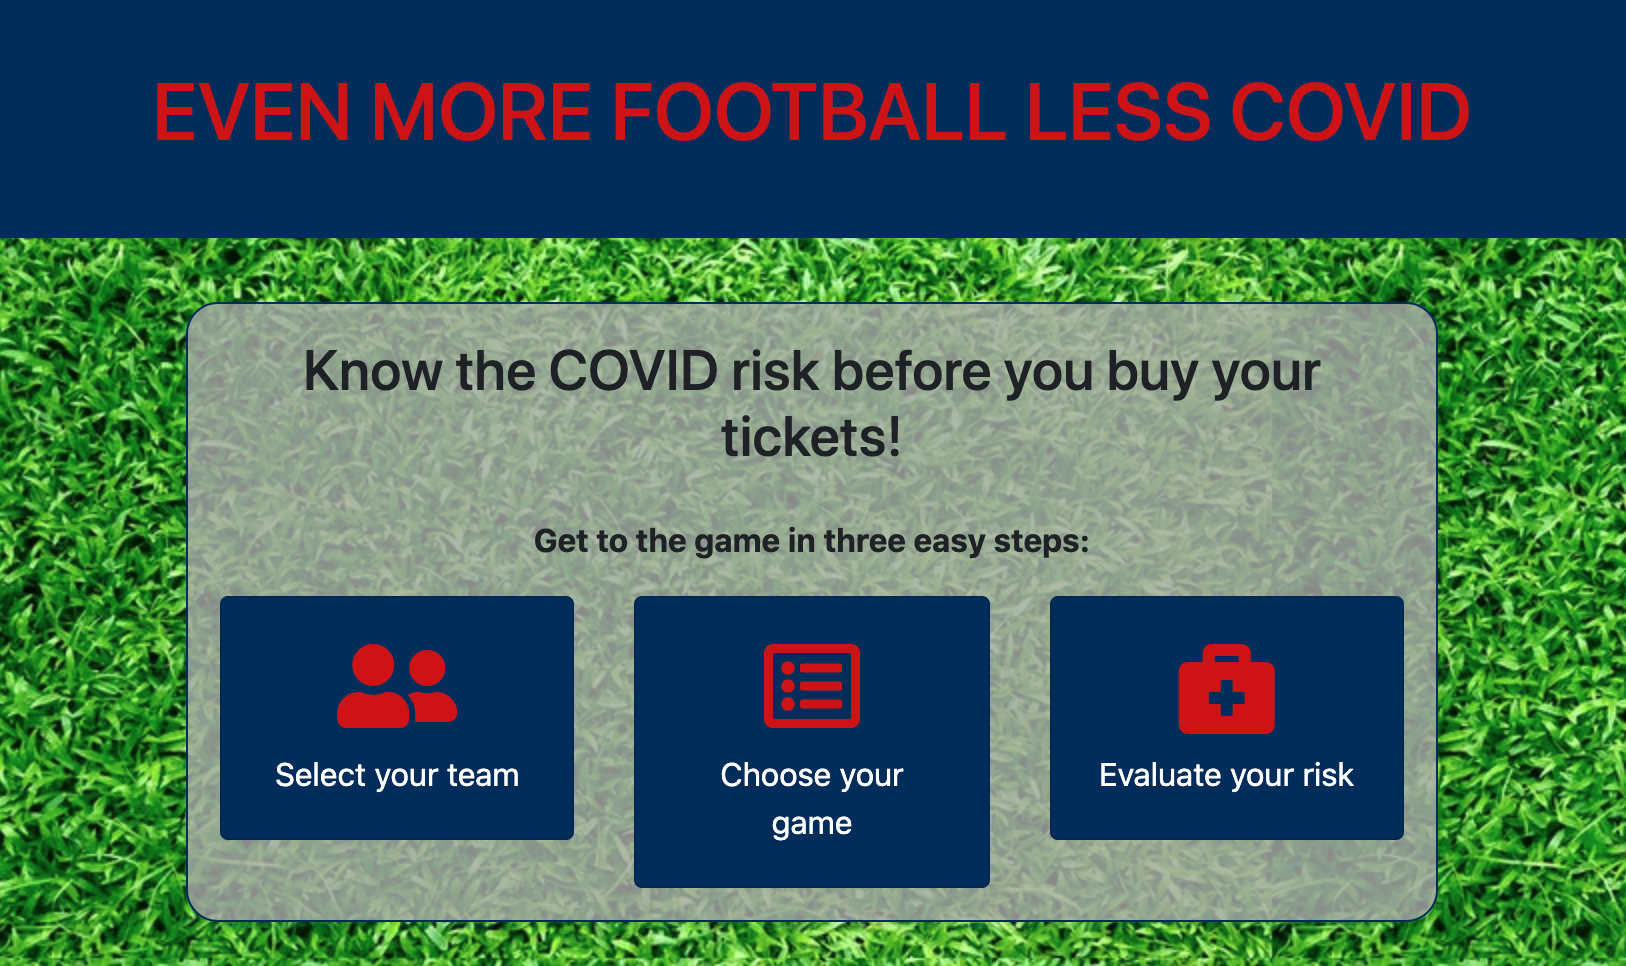 EVEN MORE FOOTBALL LESS COVID
Know the COVID risk before you buy your
tickets!
Get to the game in three easy steps:
Select your team
Choose your
game
Evaluate your risk